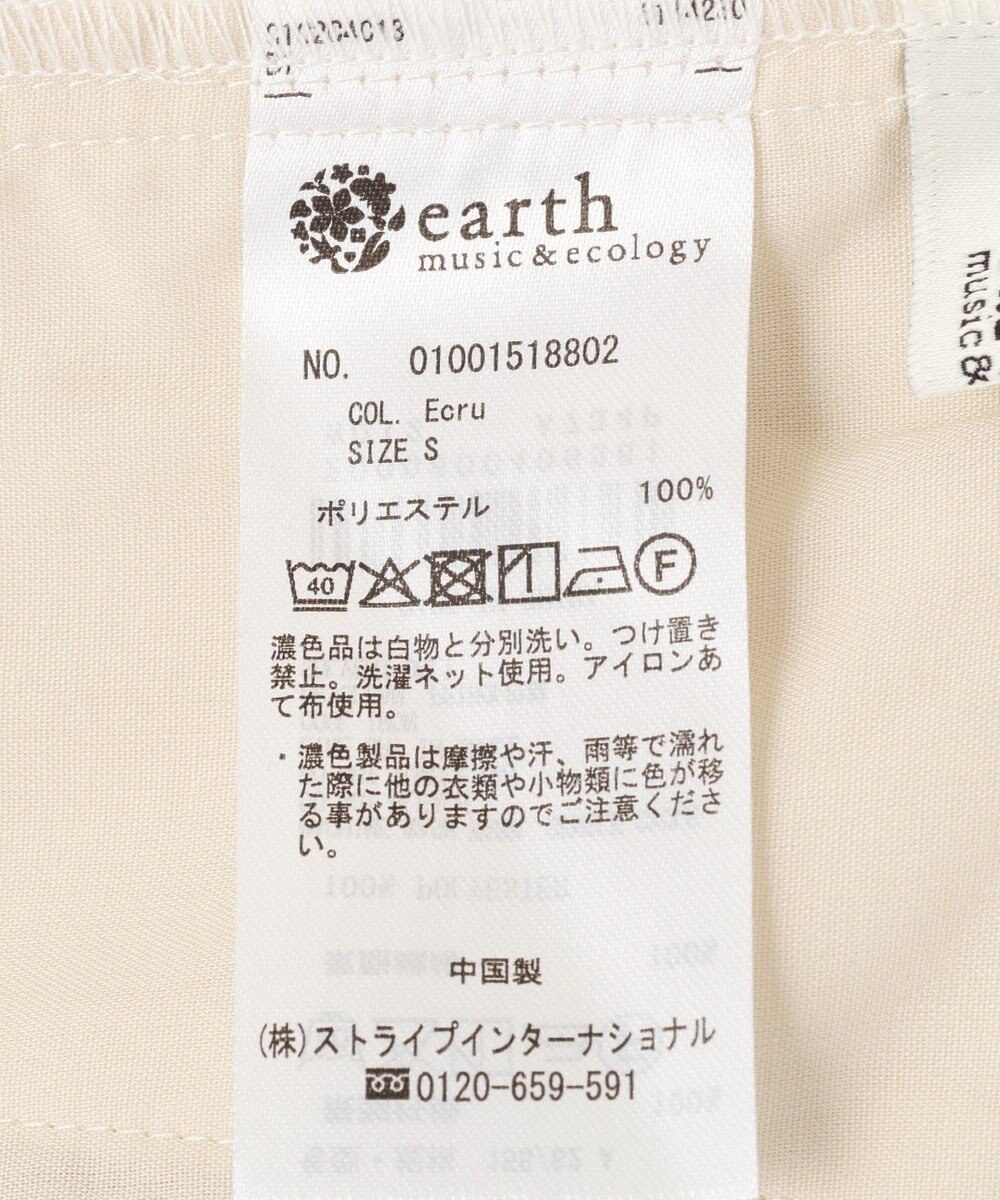 earth
music&ecology
NO. 01001518802
COL. Ecru
SIZE S
ポリエステル 100%
40
F
濃色品は白物と分別洗い。つけ置き
禁止。洗濯ネット使用。アイロンあ
て布使用。
・濃色製品は摩擦や汗、雨等で濡れ
た際に他の衣類や小物類に色が移
る事がありますのでご注意くださ
い。
中国製
(株)ストライプインターナショナル
0120-659-591
music &